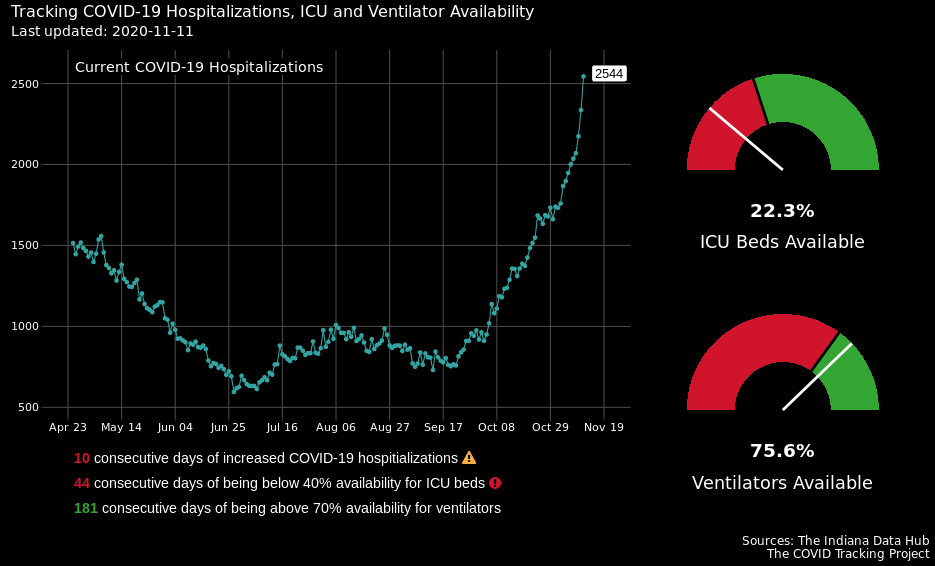 Tracking COVID-19 Hospitalizations, ICU and Ventilator Availability
Last updated: 2020-11-11
Current COVID-19 Hospitalizations
2544
2500
2000
1500
1000
500
Apr 23 May 14 Jun 04 Jun 25 Jul 16 Aug 06 Aug 27 Sep 17 Oct 08 Oct 29 Nov 19
22.3%
ICU Beds Available
75.6%
Ventilators Available
10 consecutive days of increased COVID-19 hospitializations
44 consecutive days of being below 40% availability for ICU beds
181 consecutive days of being above 70% availability for ventilators
Sources: The Indiana Data Hub
The COVID Tracking Project